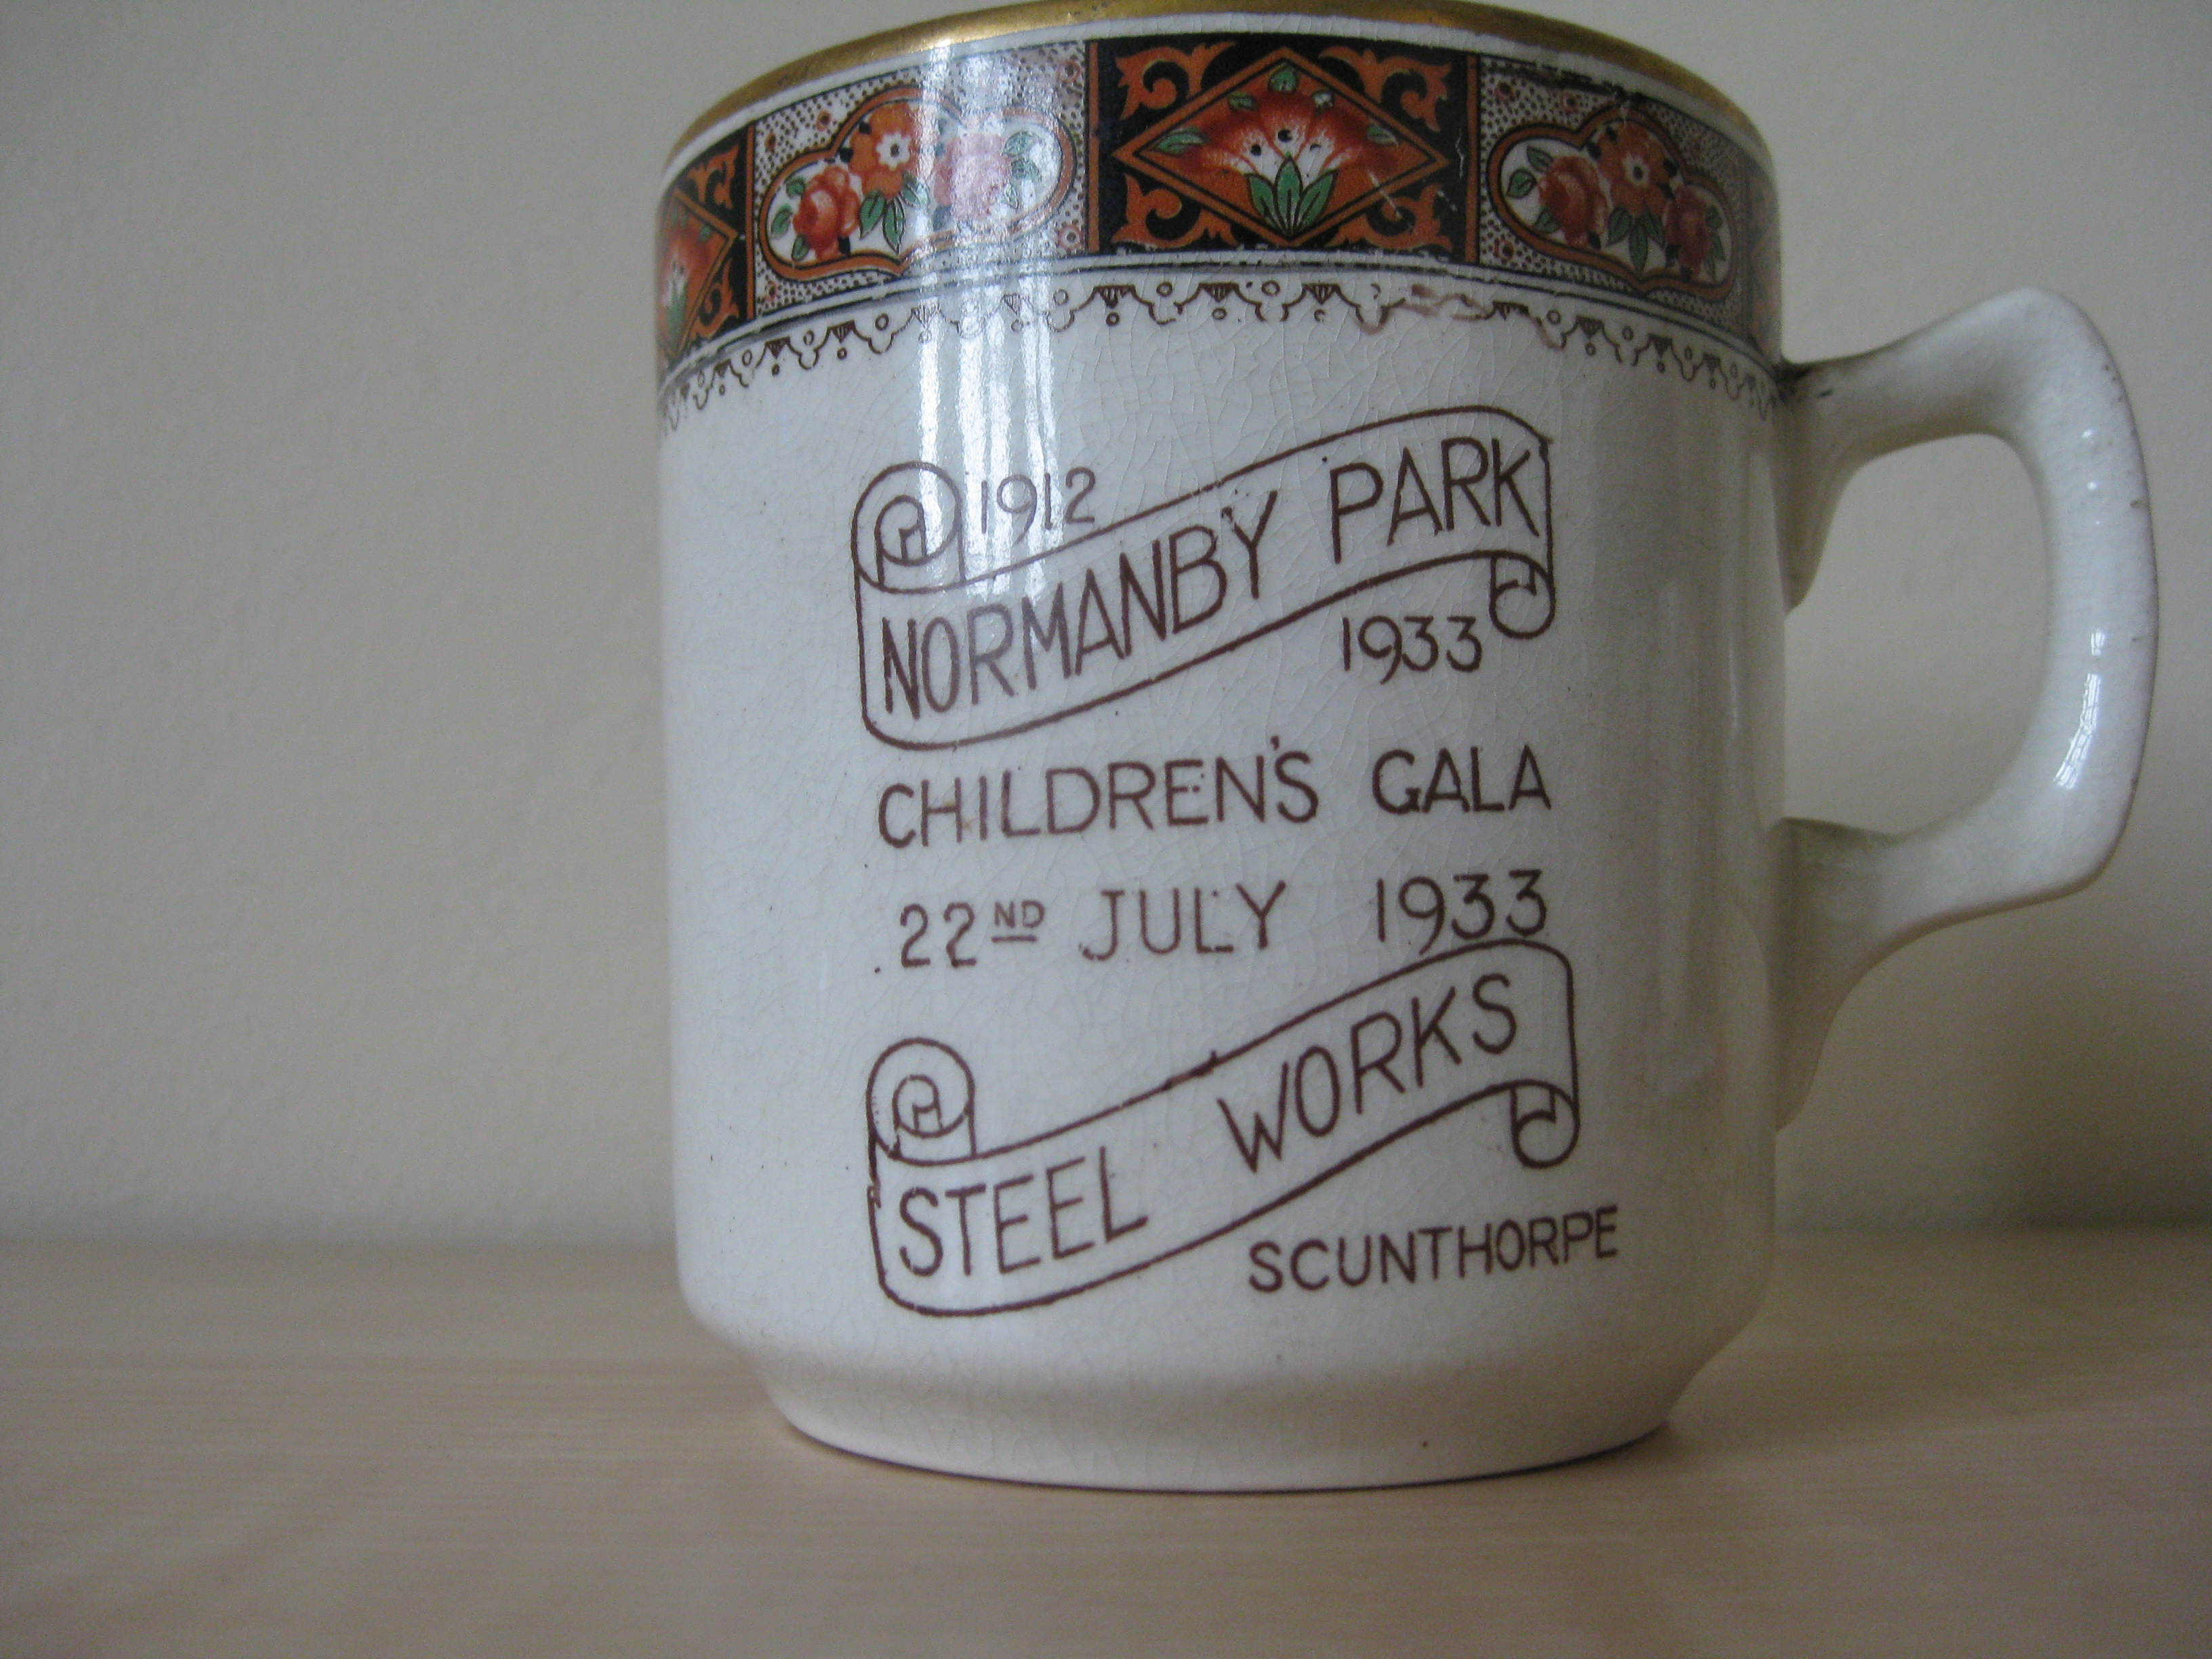 1912
NORMANBY PARK
1933
CHILDREN'S GALA
22ND JULY 1933
STEEL WORKS
SCUNTHORPE